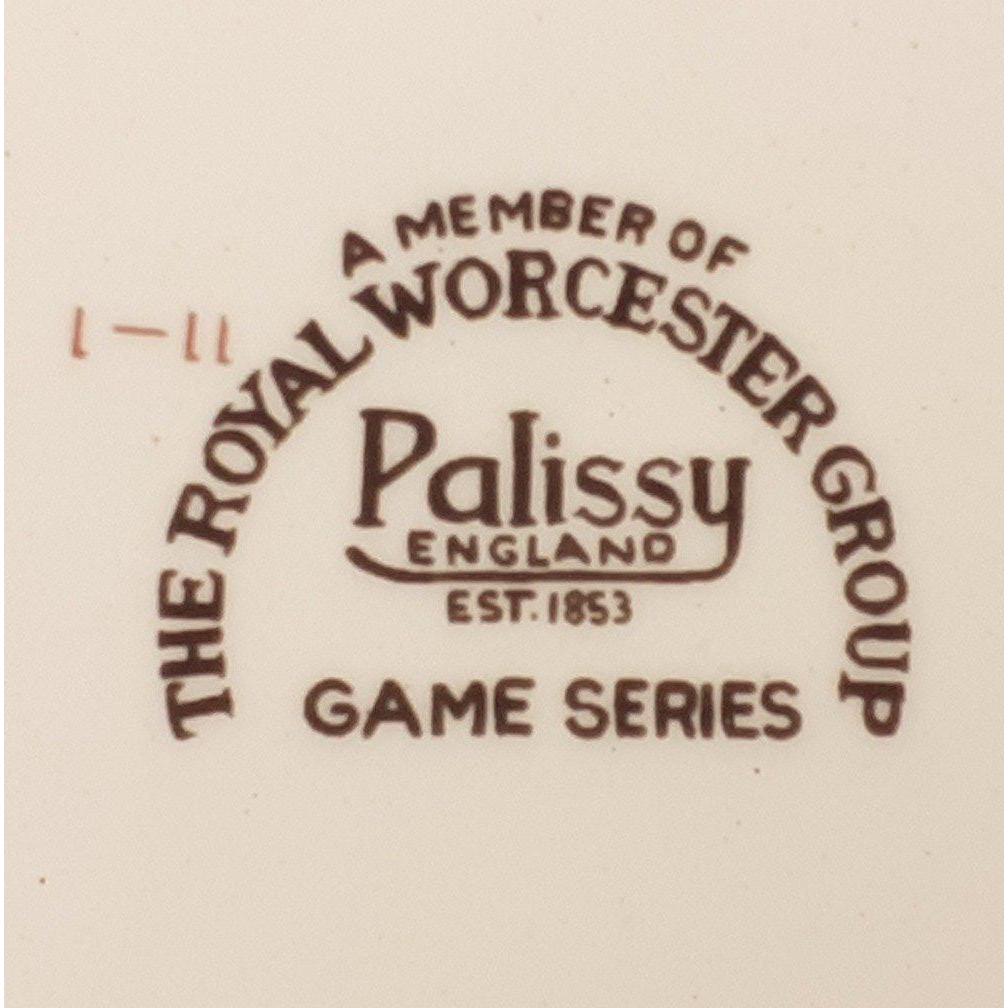 A MEMBER OF
THE ROYAL WORCESTER GROUP
1-11
Palissy
ENGLAND
EST. 1853
GAME SERIES